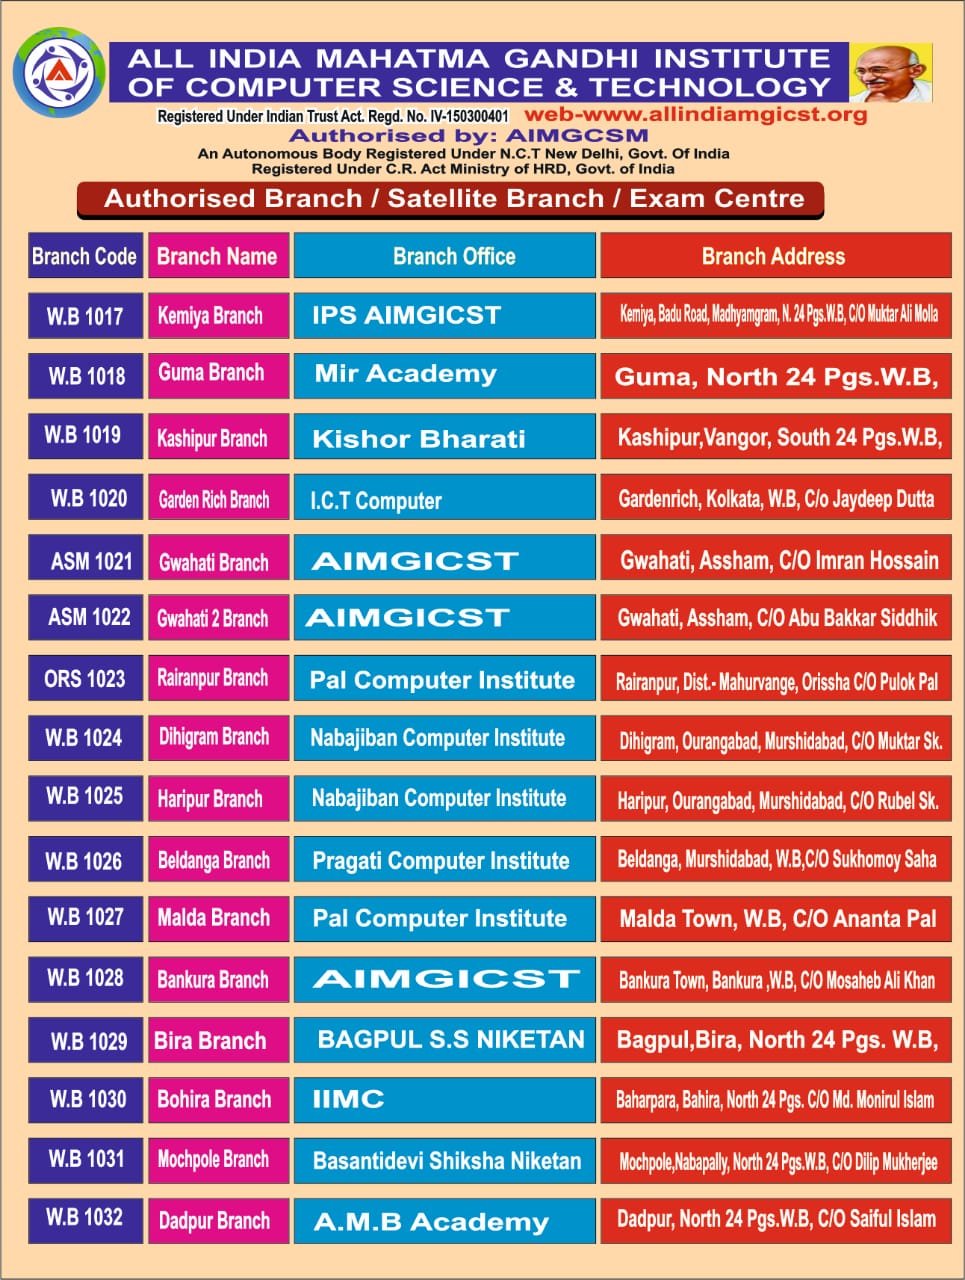 ALL INDIA MAHATMA GANDHI INSTITUTE
OF COMPUTER SCIENCE & TECHNOLOGY
Registered Under Indian Trust Act. Regd. No. IV-150300401 web-www.allindiamgicst.org
Authorised by: AIMGCSM
An Autonomous Body Registered Under N.C.T New Delhi, Govt. Of India
Registered Under C.R. Act Ministry of HRD, Govt. of India
Authorised Branch / Satellite Branch / Exam Centre
Branch Code Branch Name Branch Office Branch Address
W.B 1017 Kemiya Branch IPS AIMGICST Kemiya, Badu Road, Madhyamgram, N. 24 Pgs.W.B, C/O Muktar Ali Molla
W.B 1018 Guma Branch Mir Academy Guma, North 24 Pgs.W.B,
W.B 1019 Kashipur Branch Kishor Bharati Kashipur,Vangor, South 24 Pgs.W.B,
W.B 1020 Garden Rich Branch I.C.T Computer Gardenrich, Kolkata, W.B, C/o Jaydeep Dutta
ASM 1021 Gwahati Branch AIMGICST Gwahati, Assham, C/O Imran Hossain
ASM 1022 Gwahati 2 Branch AIMGICST Gwahati, Assham, C/O Abu Bakkar Siddhik
ORS 1023 Rairanpur Branch Pal Computer Institute Rairanpur, Dist.- Mahurvange, Orissha C/O Pulok Pal
W.B 1024 Dihigram Branch Nabajiban Computer Institute Dihigram, Ourangabad, Murshidabad, C/O Muktar Sk.
W.B 1025 Haripur Branch Nabajiban Computer Institute Haripur, Ourangabad, Murshidabad, C/O Rubel Sk.
W.B 1026 Beldanga Branch Pragati Computer Institute Beldanga, Murshidabad, W.B,C/O Sukhomoy Saha
W.B 1027 Malda Branch Pal Computer Institute Malda Town, W.B, C/O Ananta Pal
W.B 1028 Bankura Branch AIMGICST Bankura Town, Bankura ,W.B, C/O Mosaheb Ali Khan
W.B 1029 Bira Branch BAGPUL S.S NIKETAN Bagpul,Bira, North 24 Pgs. W.B,
W.B 1030 Bohira Branch IIMC Baharpara, Bahira, North 24 Pgs. C/O Md. Monirul Islam
W.B 1031 Mochpole Branch Basantidevi Shiksha Niketan Mochpole,Nabapally, North 24 Pgs.W.B, C/O Dilip Mukherjee
W.B 1032 Dadpur Branch A.M.B Academy Dadpur, North 24 Pgs.W.B, C/O Saiful Islam